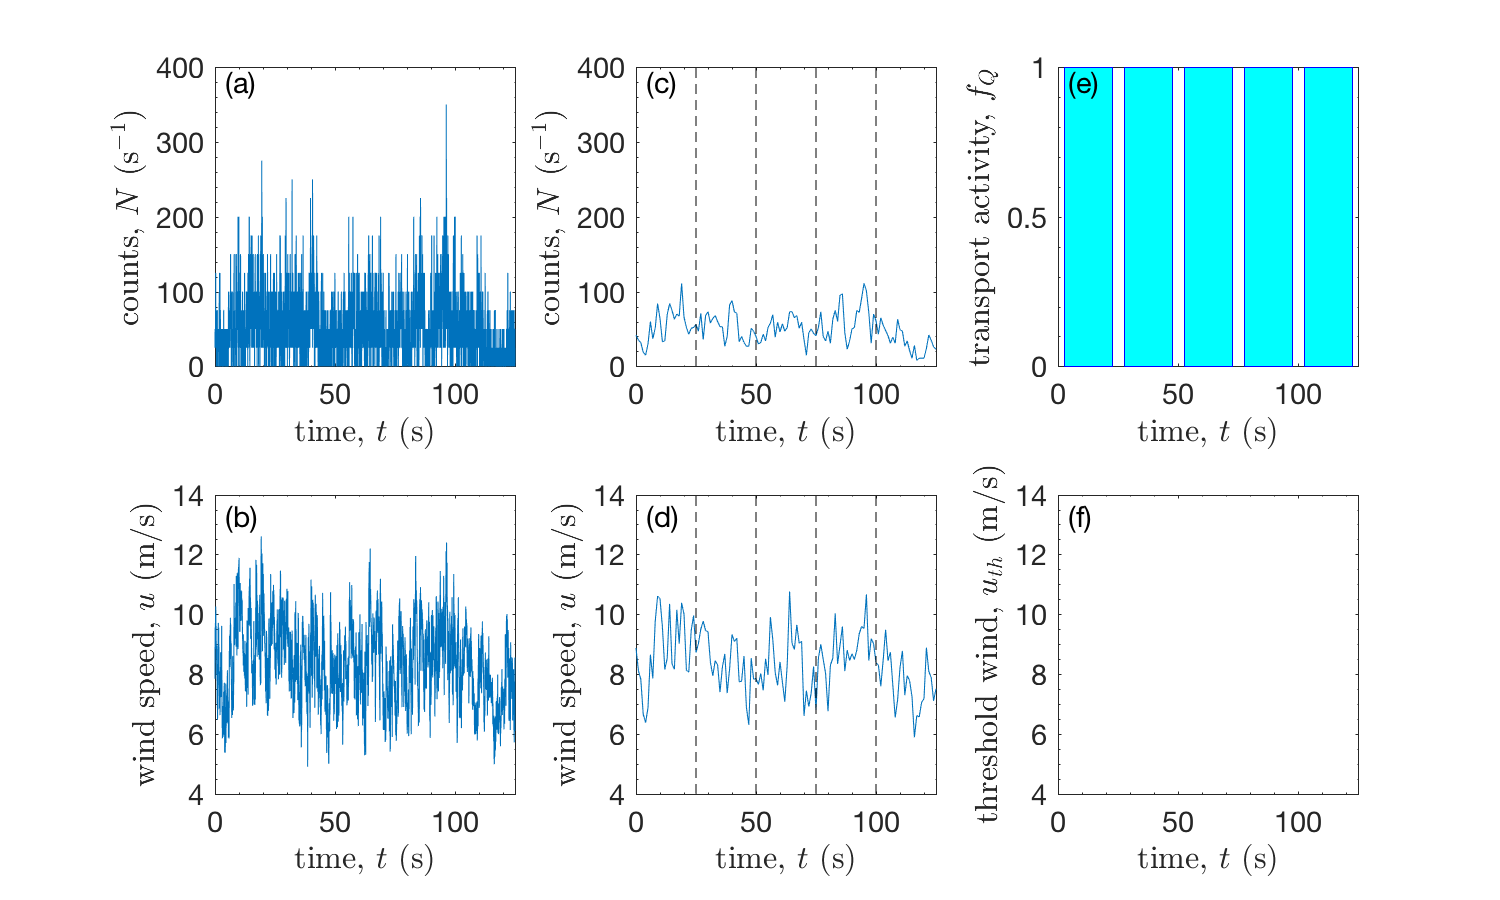 (a)
400
300
200
100
0
counts, N (s⁻¹)
0 50 100
time, t (s)
(c)
400
300
200
100
0
counts, N (s⁻¹)
0 50 100
time, t (s)
(e)
1
0.5
0
transport activity, f_Q
0 50 100
time, t (s)
(b)
14
12
10
8
6
4
wind speed, u (m/s)
0 50 100
time, t (s)
(d)
14
12
10
8
6
4
wind speed, u (m/s)
0 50 100
time, t (s)
(f)
14
12
10
8
6
4
threshold wind, u_th (m/s)
0 50 100
time, t (s)